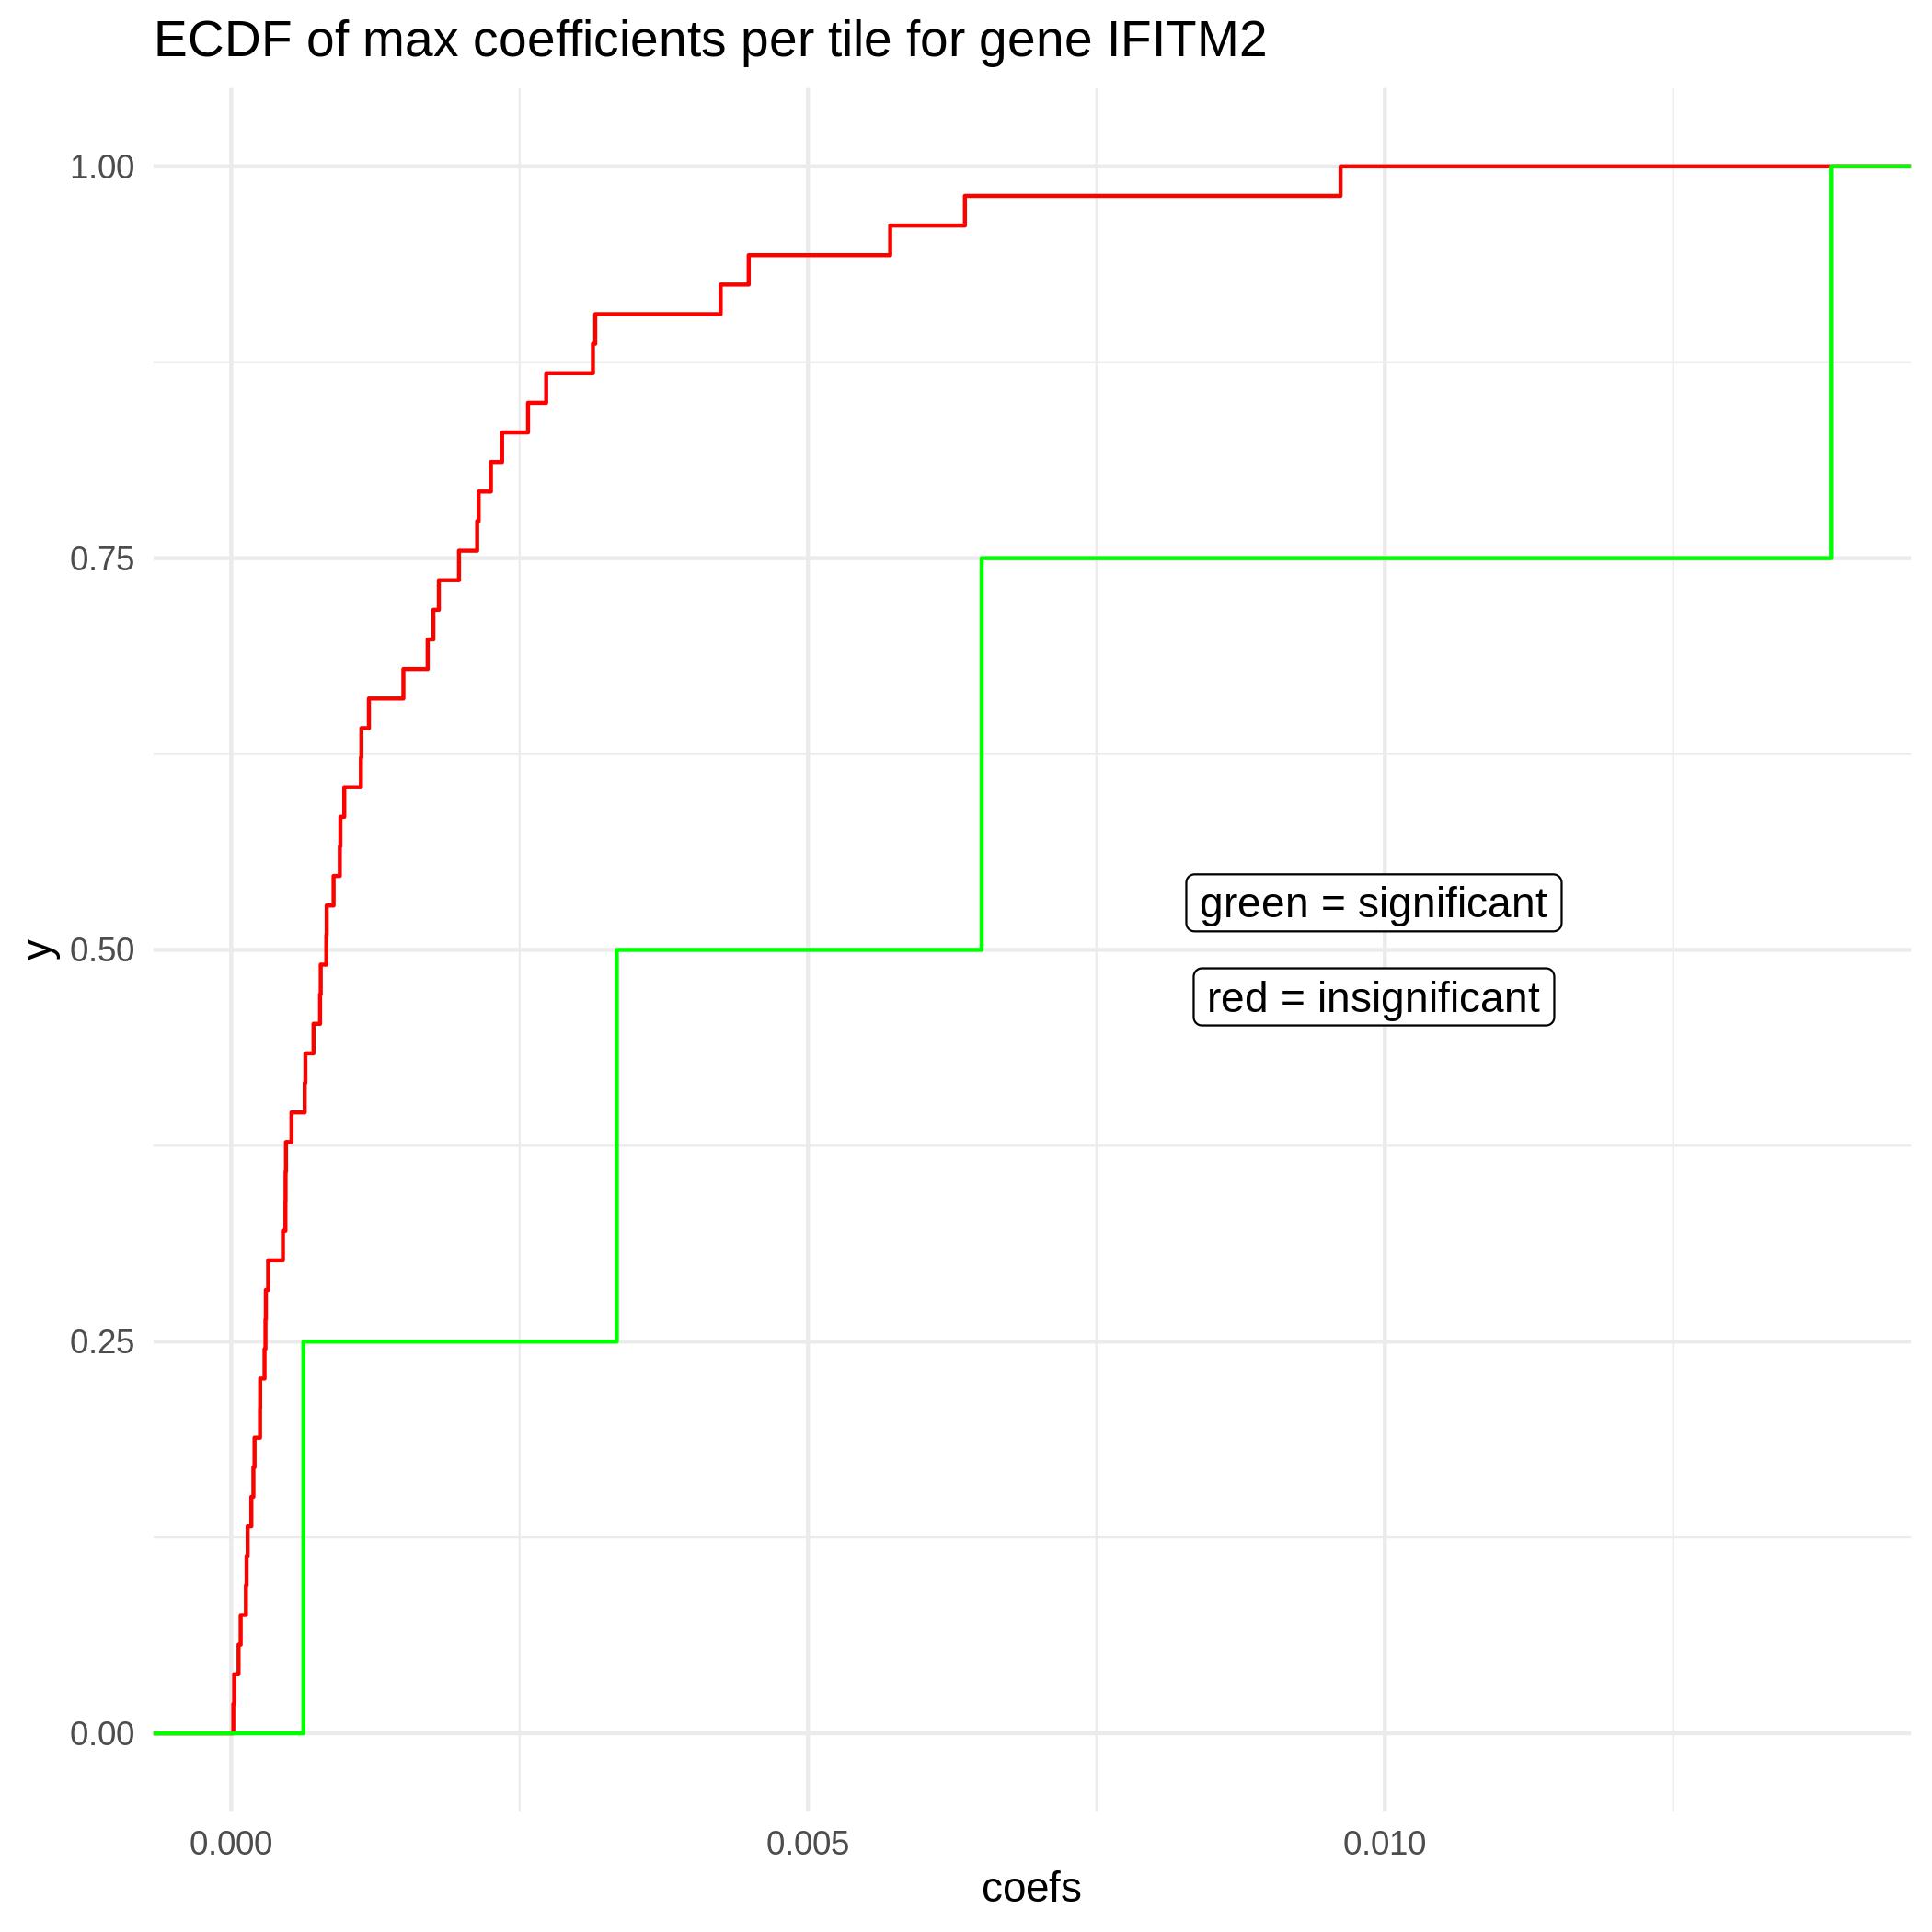 ECDF of max coefficients per tile for gene IFITM2
1.00
0.75
0.50
0.25
0.00
y
green = significant
red = insignificant
0.000
0.005
0.010
coefs